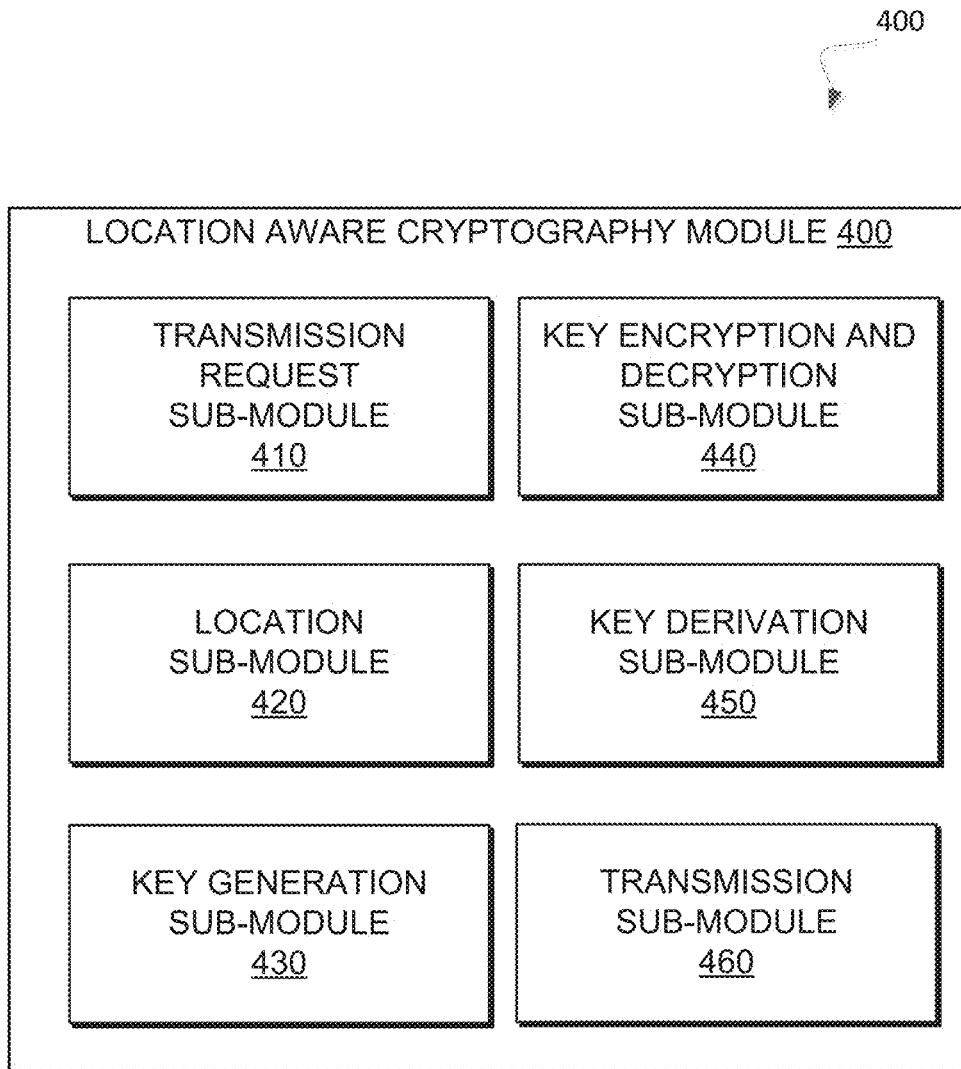 400
LOCATION AWARE CRYPTOGRAPHY MODULE 400
TRANSMISSION
REQUEST
SUB-MODULE
410
KEY ENCRYPTION AND
DECRYPTION
SUB-MODULE
440
LOCATION
SUB-MODULE
420
KEY DERIVATION
SUB-MODULE
450
KEY GENERATION
SUB-MODULE
430
TRANSMISSION
SUB-MODULE
460